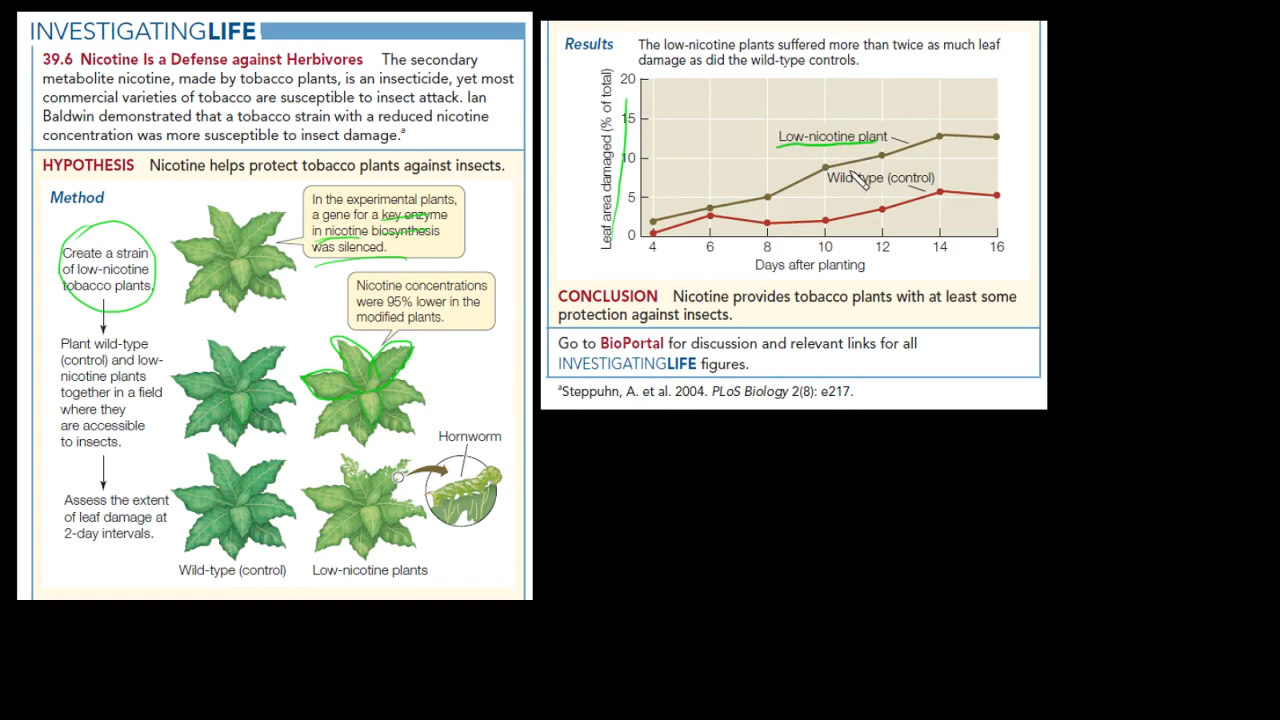 INVESTIGATINGLIFE
39.6 Nicotine Is a Defense against Herbivores The secondary
metabolite nicotine, made by tobacco plants, is an insecticide, yet most
commercial varieties of tobacco are susceptible to insect attack. Ian
Baldwin demonstrated that a tobacco strain with a reduced nicotine
concentration was more susceptible to insect damage.ᵃ
HYPOTHESIS Nicotine helps protect tobacco plants against insects.
Method
In the experimental plants,
a gene for a key enzyme
in nicotine biosynthesis
was silenced.
Create a strain
of low-nicotine
tobacco plants.
Nicotine concentrations
were 95% lower in the
modified plants.
Plant wild-type
(control) and low-
nicotine plants
together in a field
where they
are accessible
to insects.
Hornworm
Assess the extent
of leaf damage at
2-day intervals.
Wild-type (control)
Low-nicotine plants
Results
The low-nicotine plants suffered more than twice as much leaf
damage as did the wild-type controls.
Leaf area damaged (% of total)
20
15
10
5
0
Low-nicotine plant
Wild type (control)
4 6 8 10 12 14 16
Days after planting
CONCLUSION Nicotine provides tobacco plants with at least some
protection against insects.
Go to BioPortal for discussion and relevant links for all
INVESTIGATINGLIFE figures.
ᵃSteppuhn, A. et al. 2004. PLoS Biology 2(8): e217.